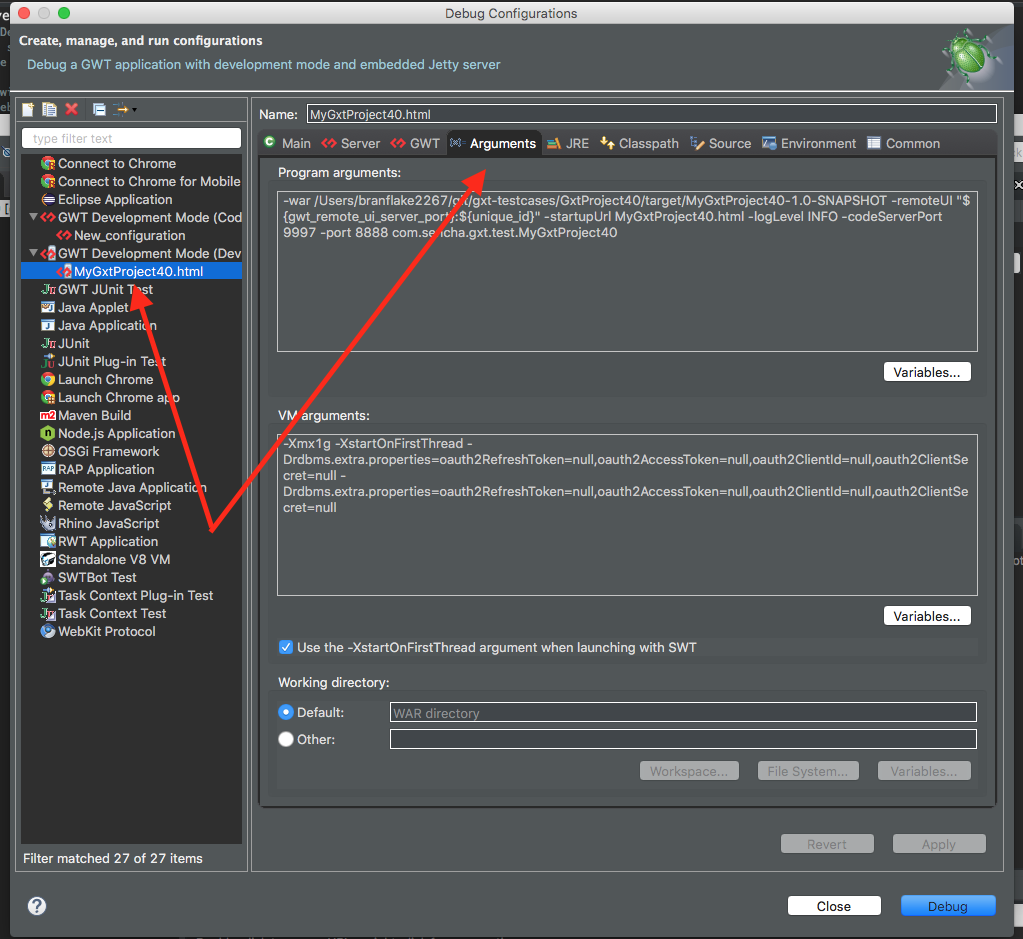 Debug Configurations
Create, manage, and run configurations
Debug a GWT application with development mode and embedded Jetty server
type filter text
Connect to Chrome
Connect to Chrome for Mobile
Eclipse Application
GWT Development Mode (Cod
New_configuration
GWT Development Mode (Dev
MyGxtProject40.html
GWT JUnit Test
Java Applet
Java Application
JUnit
JUnit Plug-in Test
Launch Chrome
Launch Chrome app
Maven Build
Node.js Application
OSGi Framework
RAP Application
Remote Java Application
Remote JavaScript
Rhino JavaScript
RWT Application
Standalone V8 VM
SWTBot Test
Task Context Plug-in Test
Task Context Test
WebKit Protocol
Filter matched 27 of 27 items
Name: MyGxtProject40.html
Main Server GWT Arguments JRE Classpath Source Environment Common
Program arguments:
-war /Users/branflake2267/git/gxt-testcases/GxtProject40/target/MyGxtProject40-1.0-SNAPSHOT -remoteUI "$
{gwt_remote_ui_server_port}:${unique_id}" -startupUrl MyGxtProject40.html -logLevel INFO -codeServerPort
9997 -port 8888 com.sencha.gxt.test.MyGxtProject40
Variables...
VM arguments:
-Xmx1g -XstartOnFirstThread -
Drdbms.extra.properties=oauth2RefreshToken=null,oauth2AccessToken=null,oauth2ClientId=null,oauth2ClientSe
cret=null -
Drdbms.extra.properties=oauth2RefreshToken=null,oauth2AccessToken=null,oauth2ClientId=null,oauth2ClientSe
cret=null
Variables...
Use the -XstartOnFirstThread argument when launching with SWT
Working directory:
Default: WAR directory
Other:
Workspace... File System... Variables...
Revert Apply
Close Debug